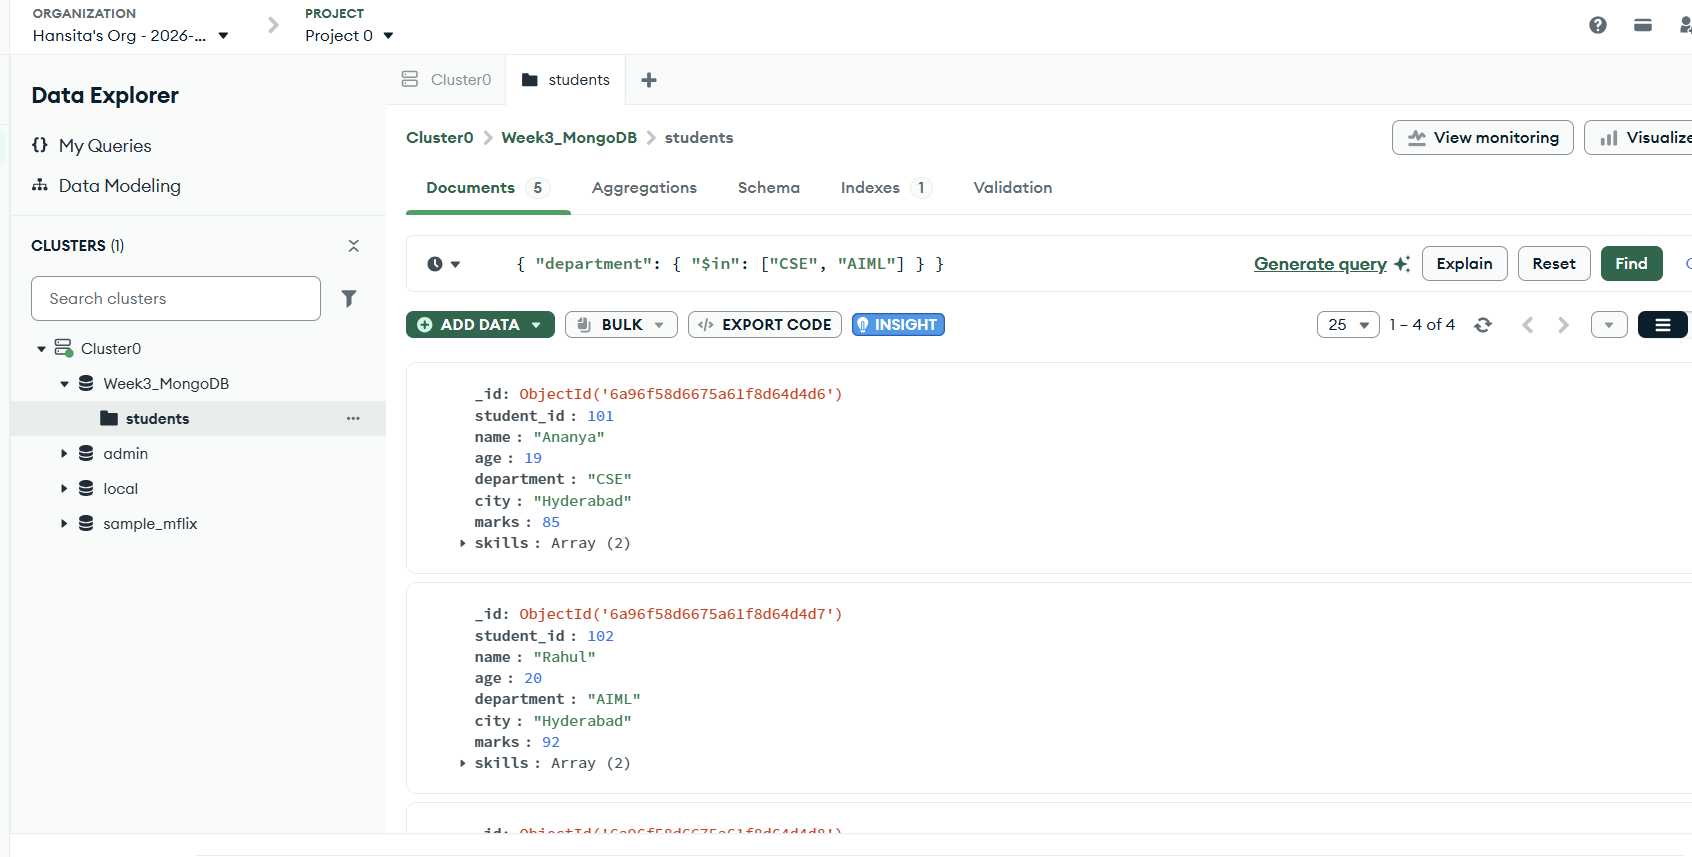 ORGANIZATION
Hansita's Org - 2026-...
PROJECT
Project 0
Data Explorer
My Queries
Data Modeling
CLUSTERS (1)
Search clusters
Cluster0
Week3_MongoDB
students
admin
local
sample_mflix
Cluster0
students
Cluster0 > Week3_MongoDB > students
View monitoring
Visualize
Documents 5
Aggregations
Schema
Indexes 1
Validation
{ "department": { "$in": ["CSE", "AIML"] } }
Generate query
Explain
Reset
Find
ADD DATA
BULK
EXPORT CODE
INSIGHT
25
1 – 4 of 4
_id: ObjectId('6a96f58d6675a61f8d64d4d6')
student_id : 101
name : "Ananya"
age : 19
department : "CSE"
city : "Hyderabad"
marks : 85
skills : Array (2)
_id: ObjectId('6a96f58d6675a61f8d64d4d7')
student_id : 102
name : "Rahul"
age : 20
department : "AIML"
city : "Hyderabad"
marks : 92
skills : Array (2)
_id: ObjectId('6a96f58d6675a61f8d64d4d8')